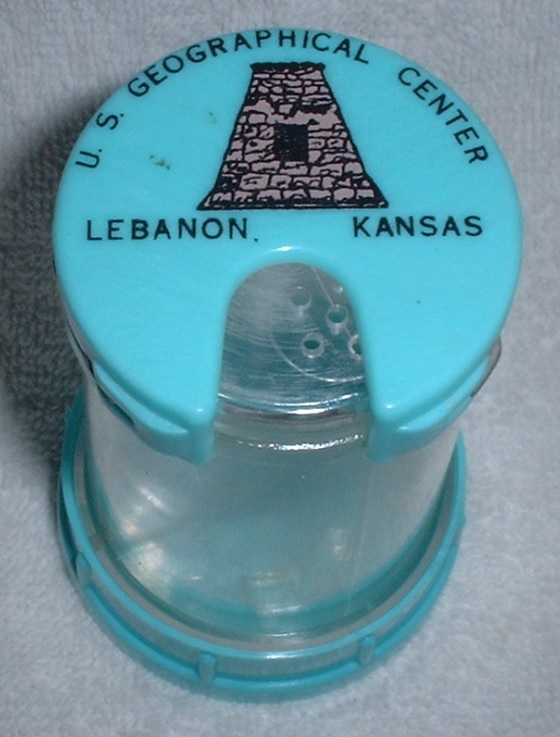 U. S. GEOGRAPHICAL CENTER
LEBANON, KANSAS